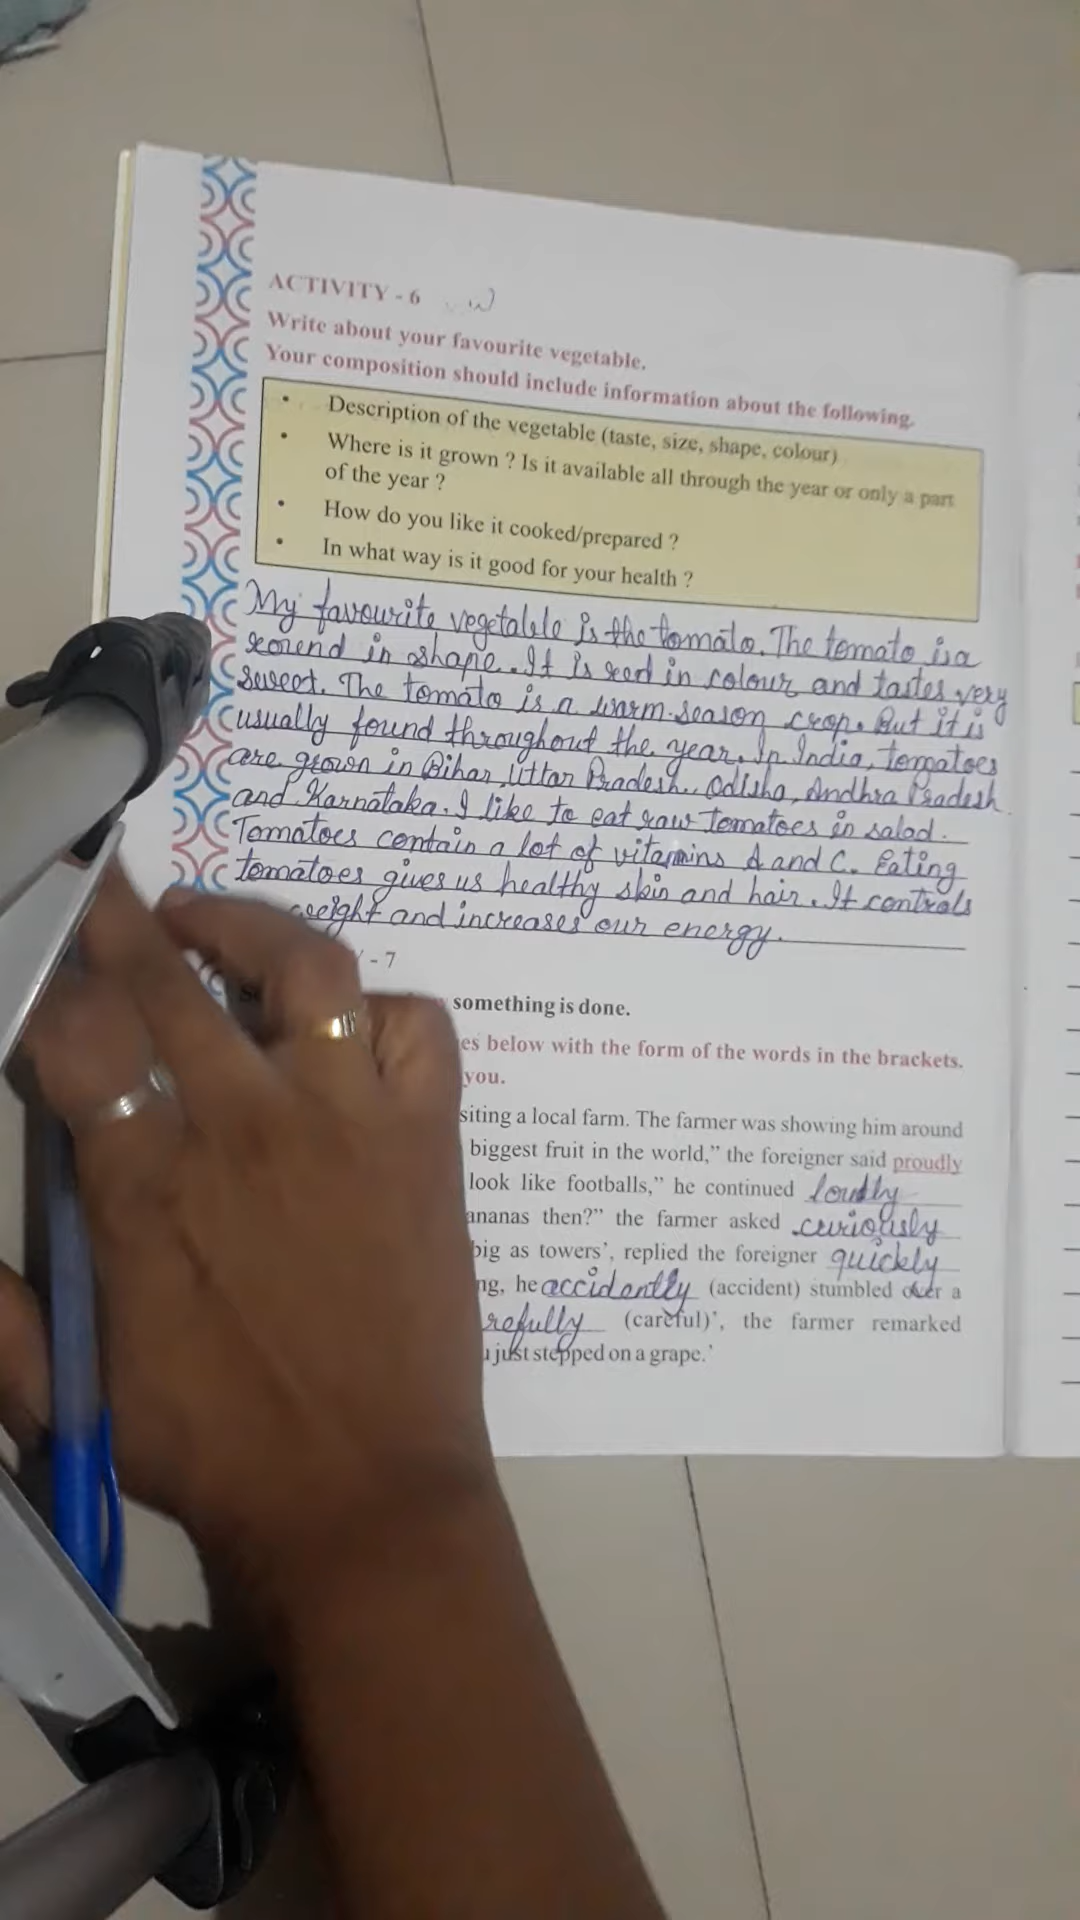 ACTIVITY - 6
Write about your favourite vegetable.
Your composition should include information about the following.
• Description of the vegetable (taste, size, shape, colour)
• Where is it grown ? Is it available all through the year or only a part
of the year ?
• How do you like it cooked/prepared ?
• In what way is it good for your health ?
My favourite vegetable is the tomato. The tomato is a
round in shape. It is red in colour and tastes very
sweet. The tomato is a warm-season crop. But it is
usually found throughout the year. In India, tomatoes
are grown in Bihar, Uttar Pradesh, Odisha, Andhra Pradesh
and Karnataka. I like to eat raw tomatoes in salad.
Tomatoes contain a lot of vitamins A and C. Eating
tomatoes gives us healthy skin and hair. It controls
weight and increases our energy.
- 7
something is done.
es below with the form of the words in the brackets.
you.
siting a local farm. The farmer was showing him around
biggest fruit in the world,” the foreigner said proudly
look like footballs,” he continued loudly
ananas then?” the farmer asked curiously
big as towers’, replied the foreigner quickly
ng, he accidently (accident) stumbled over a
refully (careful)’, the farmer remarked
u just stepped on a grape.’